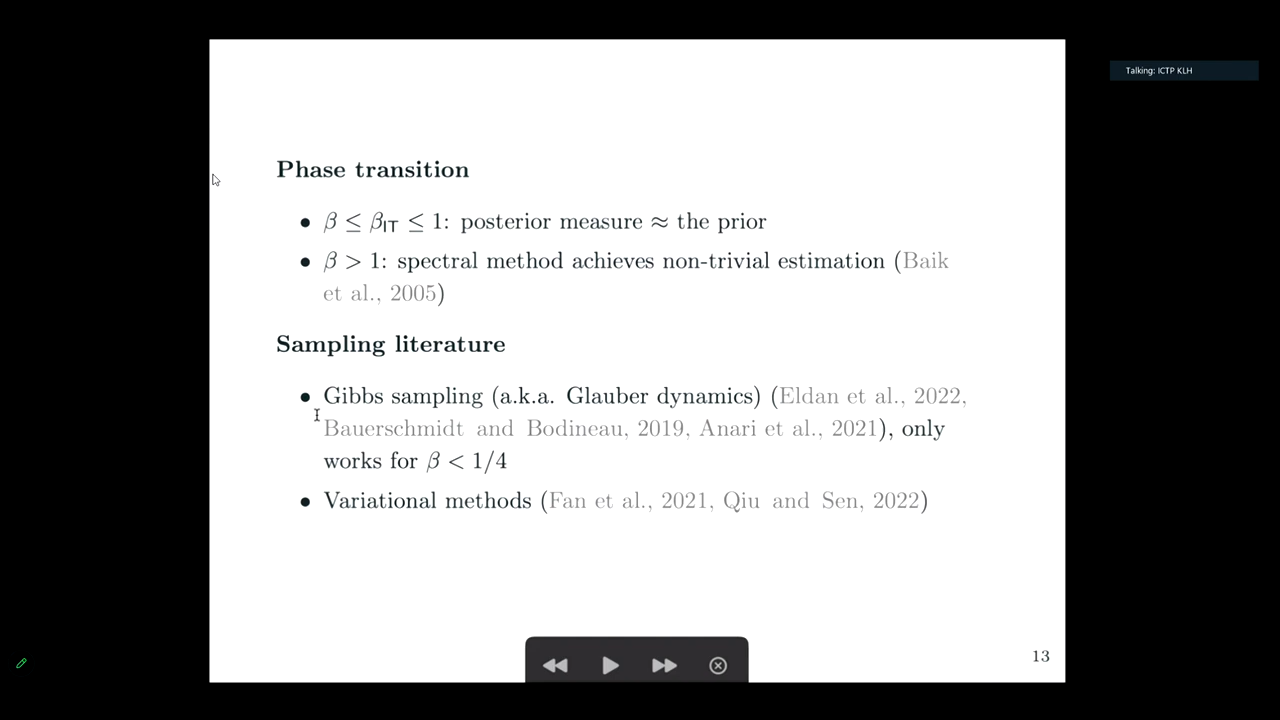 Talking: ICTP KLH
Phase transition
• β ≤ β_IT ≤ 1: posterior measure ≈ the prior
• β > 1: spectral method achieves non-trivial estimation (Baik
et al., 2005)
Sampling literature
• Gibbs sampling (a.k.a. Glauber dynamics) (Eldan et al., 2022,
Bauerschmidt and Bodineau, 2019, Anari et al., 2021), only
works for β < 1/4
• Variational methods (Fan et al., 2021, Qiu and Sen, 2022)
13